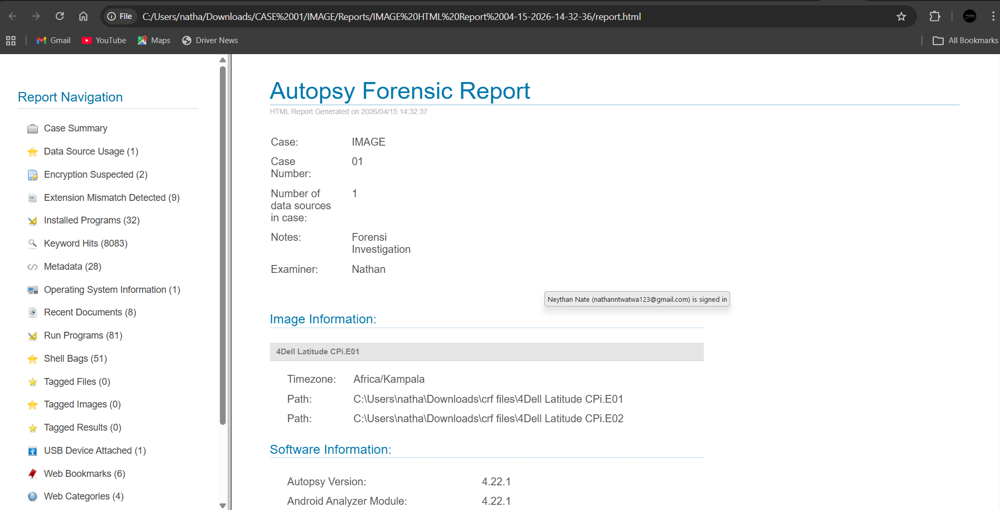 File
C:/Users/natha/Downloads/CASE%2001/IMAGE/Reports/IMAGE%20HTML%20Report%2004-15-2026-14-32-36/report.html
Gmail
YouTube
Maps
Driver News
All Bookmarks
Report Navigation
Case Summary
Data Source Usage (1)
Encryption Suspected (2)
Extension Mismatch Detected (9)
Installed Programs (32)
Keyword Hits (8083)
Metadata (28)
Operating System Information (1)
Recent Documents (8)
Run Programs (81)
Shell Bags (51)
Tagged Files (0)
Tagged Images (0)
Tagged Results (0)
USB Device Attached (1)
Web Bookmarks (6)
Web Categories (4)
Autopsy Forensic Report
HTML Report Generated on 2026/04/15 14:32:37
Case: IMAGE
Case Number: 01
Number of data sources in case: 1
Notes: Forensi
Investigation
Examiner: Nathan
Neythan Nate (nathanntwatwa123@gmail.com) is signed in
Image Information:
4Dell Latitude CPi.E01
Timezone: Africa/Kampala
Path: C:\Users\natha\Downloads\crf files\4Dell Latitude CPi.E01
Path: C:\Users\natha\Downloads\crf files\4Dell Latitude CPi.E02
Software Information:
Autopsy Version: 4.22.1
Android Analyzer Module: 4.22.1